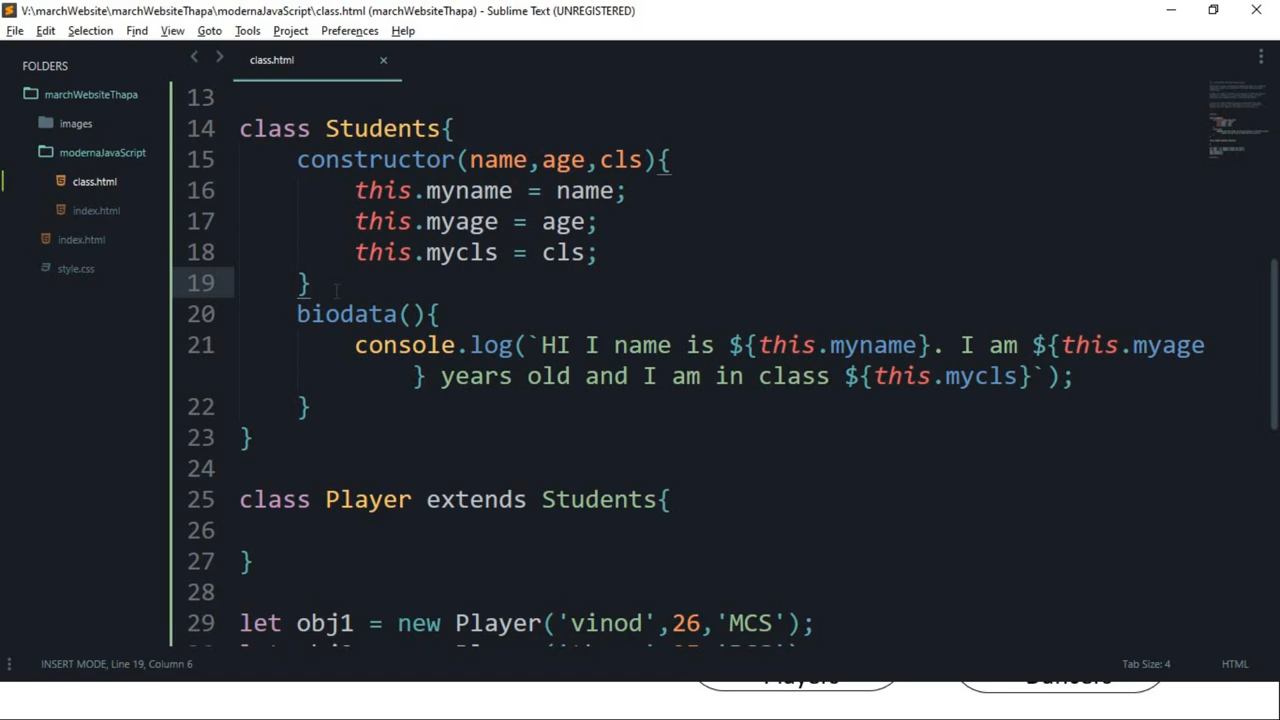 V:\marchWebsite\marchWebsiteThapa\modernaJavaScript\class.html (marchWebsiteThapa) - Sublime Text (UNREGISTERED)
File Edit Selection Find View Goto Tools Project Preferences Help
FOLDERS
marchWebsiteThapa
images
modernaJavaScript
class.html
index.html
index.html
style.css
class.html
13
14 class Students{
15 constructor(name,age,cls){
16 this.myname = name;
17 this.myage = age;
18 this.mycls = cls;
19 }
20 biodata(){
21 console.log(`HI I name is ${this.myname}. I am ${this.myage
} years old and I am in class ${this.mycls}`);
22 }
23 }
24
25 class Player extends Students{
26
27 }
28
29 let obj1 = new Player('vinod',26,'MCS');
INSERT MODE, Line 19, Column 6 Tab Size: 4 HTML
Players Dancers